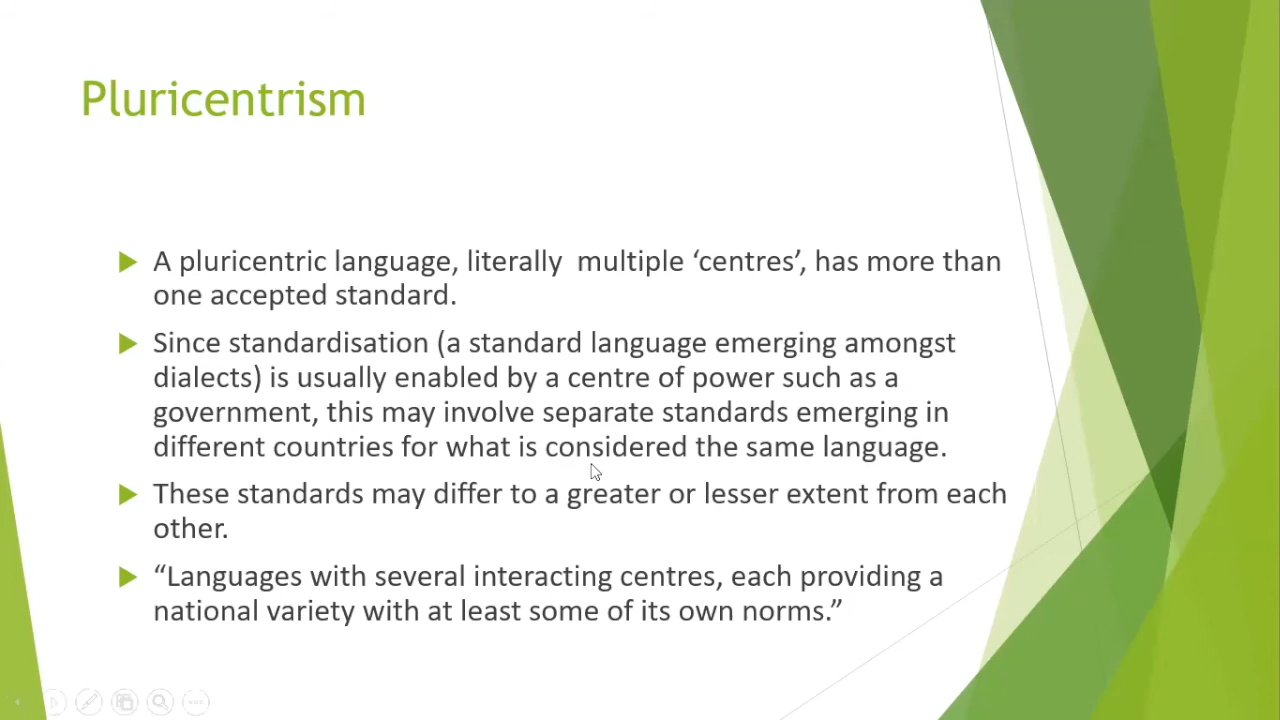 Pluricentrism
A pluricentric language, literally  multiple ‘centres’, has more than
one accepted standard.
Since standardisation (a standard language emerging amongst
dialects) is usually enabled by a centre of power such as a
government, this may involve separate standards emerging in
different countries for what is considered the same language.
These standards may differ to a greater or lesser extent from each
other.
“Languages with several interacting centres, each providing a
national variety with at least some of its own norms.”